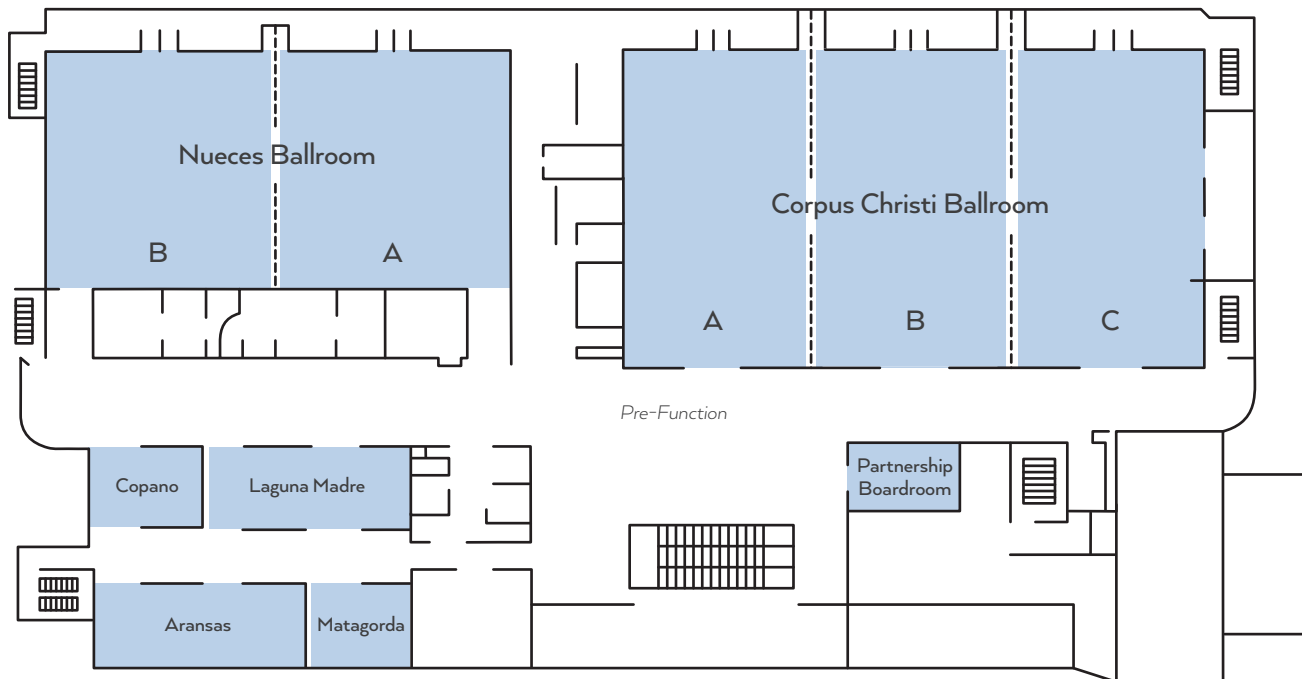 Nueces Ballroom
B
A
Corpus Christi Ballroom
A
B
C
Pre-Function
Copano
Laguna Madre
Partnership
Boardroom
Aransas
Matagorda